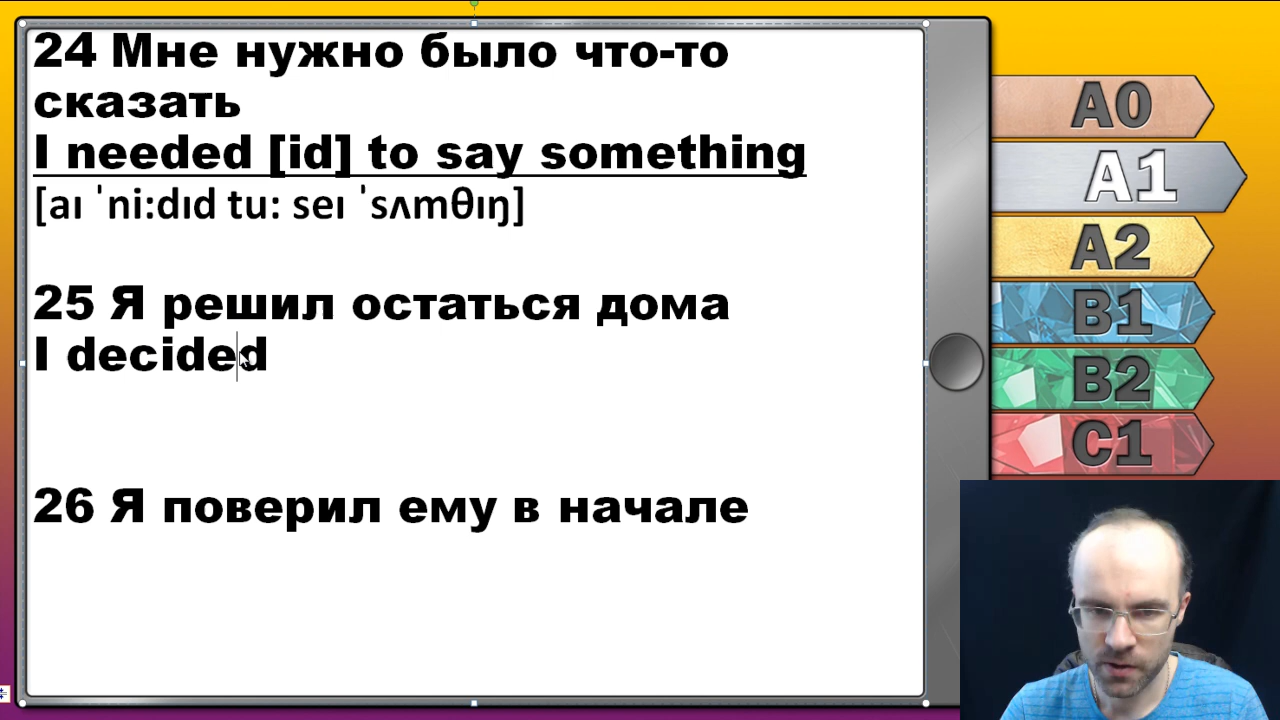 24 Мне нужно было что-то
сказать
I needed [id] to say something
[aɪ ˈni:dɪd tu: seɪ ˈsʌmθɪŋ]
25 Я решил остаться дома
I decided
26 Я поверил ему в начале
A0
A1
A2
B1
B2
C1